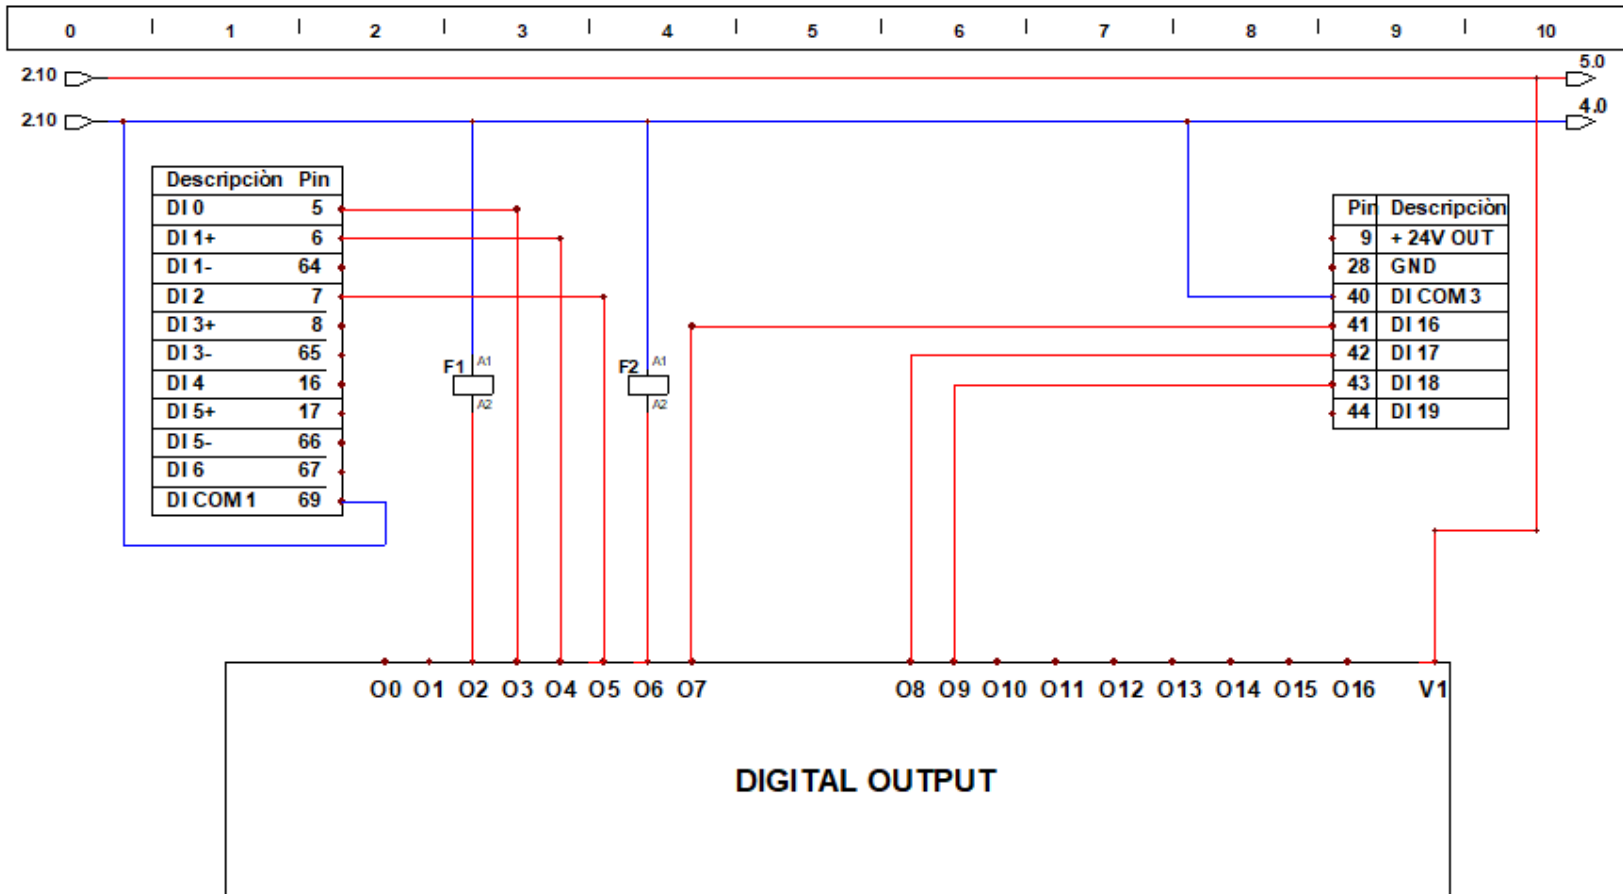 0 1 2 3 4 5 6 7 8 9 10
2.10 5.0
2.10 4.0
Descripciòn Pin
DI 0 5
DI 1+ 6
DI 1- 64
DI 2 7
DI 3+ 8
DI 3- 65
DI 4 16
DI 5+ 17
DI 5- 66
DI 6 67
DI COM 1 69
F1 A1
A2
F2 A1
A2
Pin Descripciòn
9 + 24V OUT
28 GND
40 DI COM 3
41 DI 16
42 DI 17
43 DI 18
44 DI 19
O0 O1 O2 O3 O4 O5 O6 O7 O8 O9 O10 O11 O12 O13 O14 O15 O16 V1
DIGITAL OUTPUT